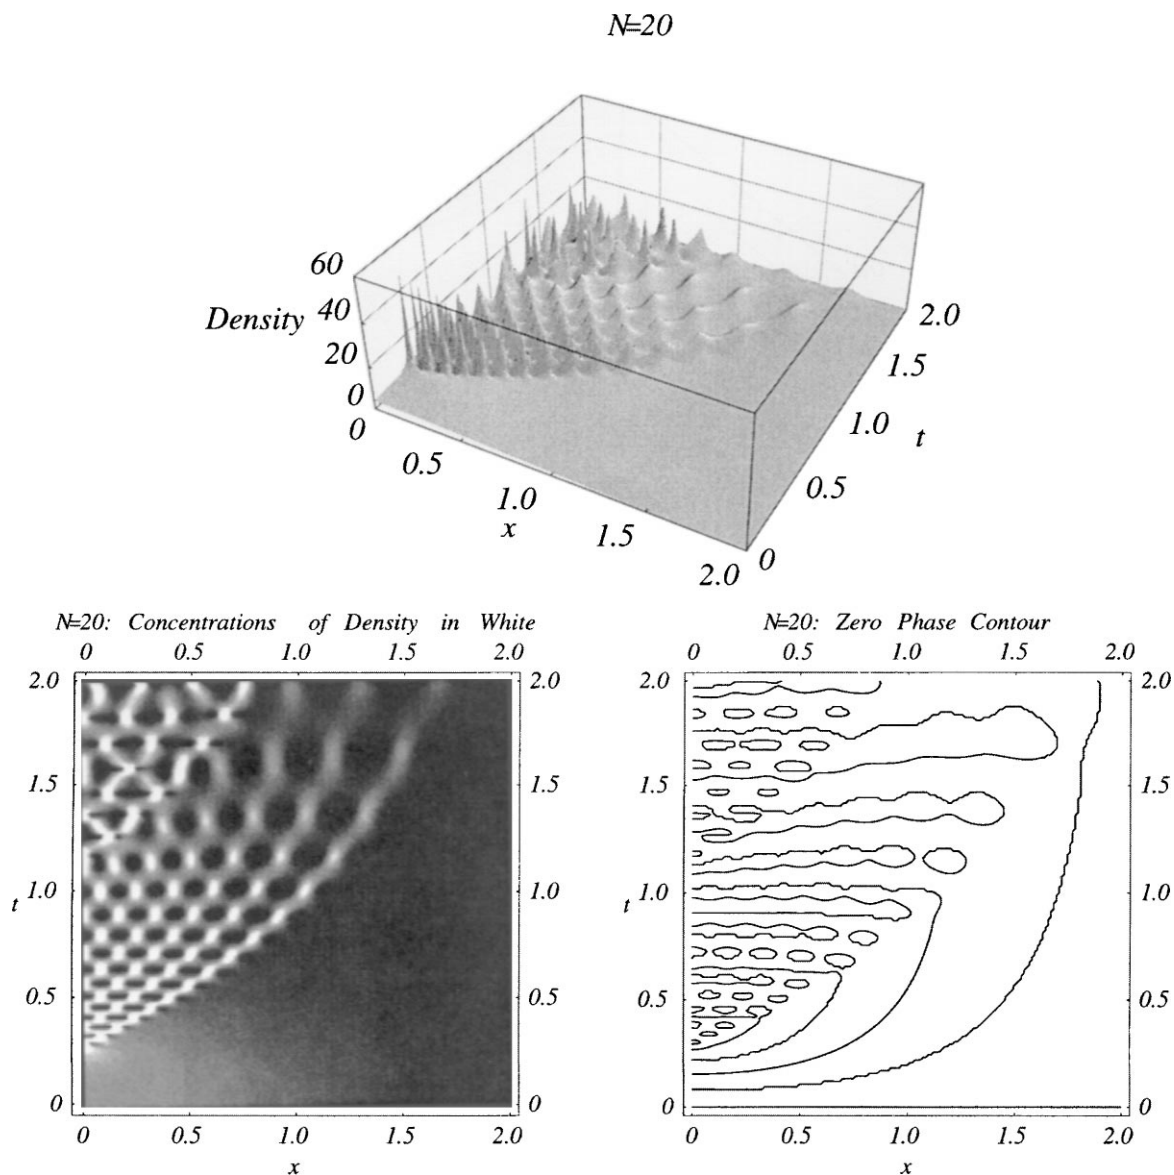 N=20
60
Density 40
20
0
0
0.5
1.0
x
1.5
2.0
0
0.5
1.0 t
1.5
2.0
N=20: Concentrations of Density in White
0 0.5 1.0 1.5 2.0
2.0 2.0
1.5 1.5
t 1.0 1.0
0.5 0.5
0 0
0 0.5 1.0 1.5 2.0
x
N=20: Zero Phase Contour
0 0.5 1.0 1.5 2.0
2.0 2.0
1.5 1.5
t 1.0 1.0
0.5 0.5
0 0
0 0.5 1.0 1.5 2.0
x